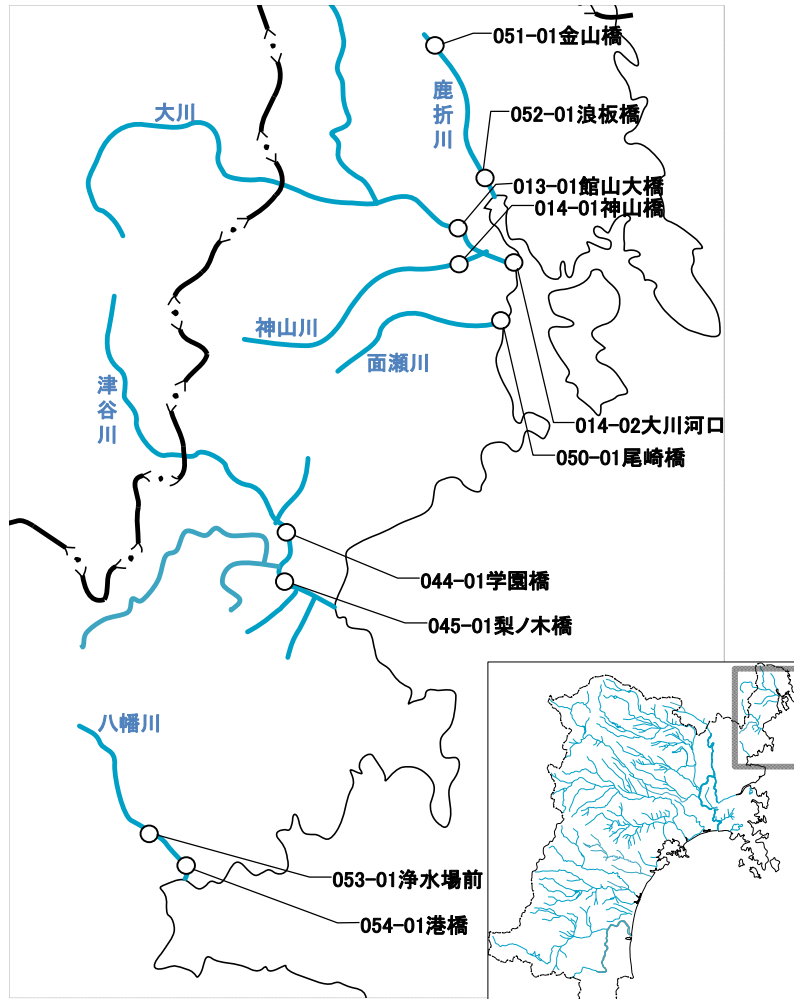 051-01金山橋
鹿折川
大川
052-01浪板橋
013-01館山大橋
014-01神山橋
神山川
面瀬川
津谷川
014-02大川河口
050-01尾崎橋
044-01学園橋
045-01梨ノ木橋
八幡川
053-01浄水場前
054-01港橋